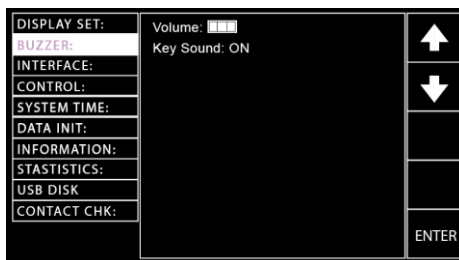 DISPLAY SET:
BUZZER:
INTERFACE:
CONTROL:
SYSTEM TIME:
DATA INIT:
INFORMATION:
STASTISTICS:
USB DISK
CONTACT CHK:
Volume:
Key Sound: ON
ENTER